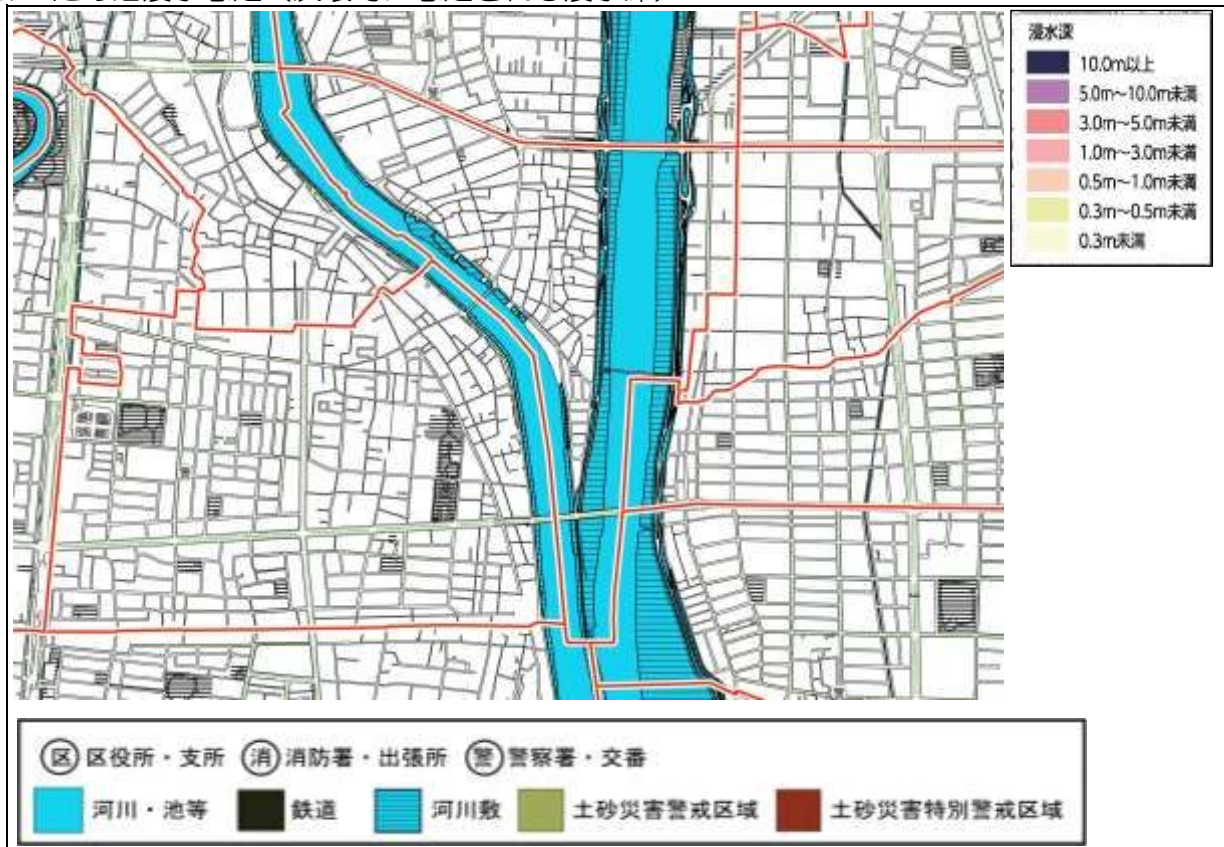 浸水深
10.0m以上
5.0m～10.0m未満
3.0m～5.0m未満
1.0m～3.0m未満
0.5m～1.0m未満
0.3m～0.5m未満
0.3m未満
区 区役所・支所 消 消防署・出張所 警 警察署・交番
河川・池等 鉄道 河川敷 土砂災害警戒区域 土砂災害特別警戒区域